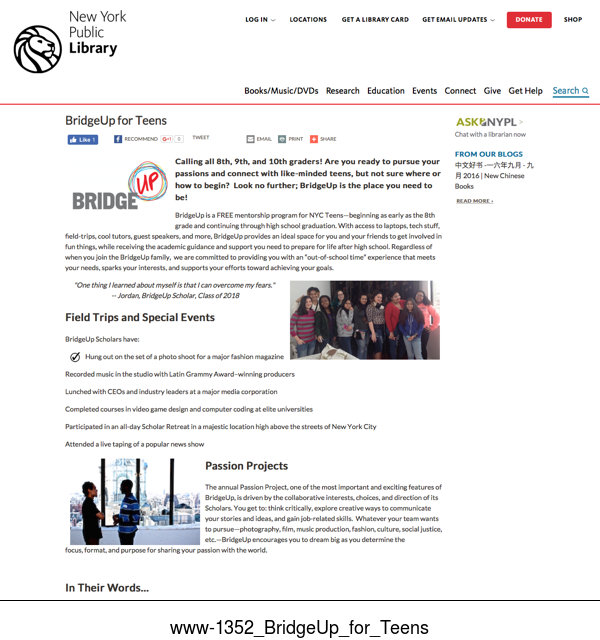 New York
Public
Library
LOG IN
LOCATIONS
GET A LIBRARY CARD
GET EMAIL UPDATES
DONATE
SHOP
Books/Music/DVDs Research Education Events Connect Give Get Help Search
BridgeUp for Teens
Like 1
RECOMMEND
G+1 0
TWEET
EMAIL
PRINT
SHARE
BRIDGE UP
Calling all 8th, 9th, and 10th graders! Are you ready to pursue your
passions and connect with like-minded teens, but not sure where or
how to begin? Look no further; BridgeUp is the place you need to
be!
BridgeUp is a FREE mentorship program for NYC Teens—beginning as early as the 8th
grade and continuing through high school graduation. With access to laptops, tech stuff,
field-trips, cool tutors, guest speakers, and more, BridgeUp provides an ideal space for you and your friends to get involved in
fun things, while receiving the academic guidance and support you need to prepare for life after high school. Regardless of
when you join the BridgeUp family, we are committed to providing you with an "out-of-school time" experience that meets
your needs, sparks your interests, and supports your efforts toward achieving your goals.
"One thing I learned about myself is that I can overcome my fears."
-- Jordan, BridgeUp Scholar, Class of 2018
Field Trips and Special Events
BridgeUp Scholars have:
Hung out on the set of a photo shoot for a major fashion magazine
Recorded music in the studio with Latin Grammy Award–winning producers
Lunched with CEOs and industry leaders at a major media corporation
Completed courses in video game design and computer coding at elite universities
Participated in an all-day Scholar Retreat in a majestic location high above the streets of New York City
Attended a live taping of a popular news show
Passion Projects
The annual Passion Project, one of the most important and exciting features of
BridgeUp, is driven by the collaborative interests, choices, and direction of its
Scholars. You get to: think critically, explore creative ways to communicate
your stories and ideas, and gain job-related skills. Whatever your team wants
to pursue—photography, film, music production, fashion, culture, social justice,
etc.—BridgeUp encourages you to dream big as you determine the
focus, format, and purpose for sharing your passion with the world.
In Their Words...
ASK NYPL >
Chat with a librarian now
FROM OUR BLOGS
中文好书 -一六年九月 - 九
月 2016 | New Chinese
Books
READ MORE ›
www-1352_BridgeUp_for_Teens